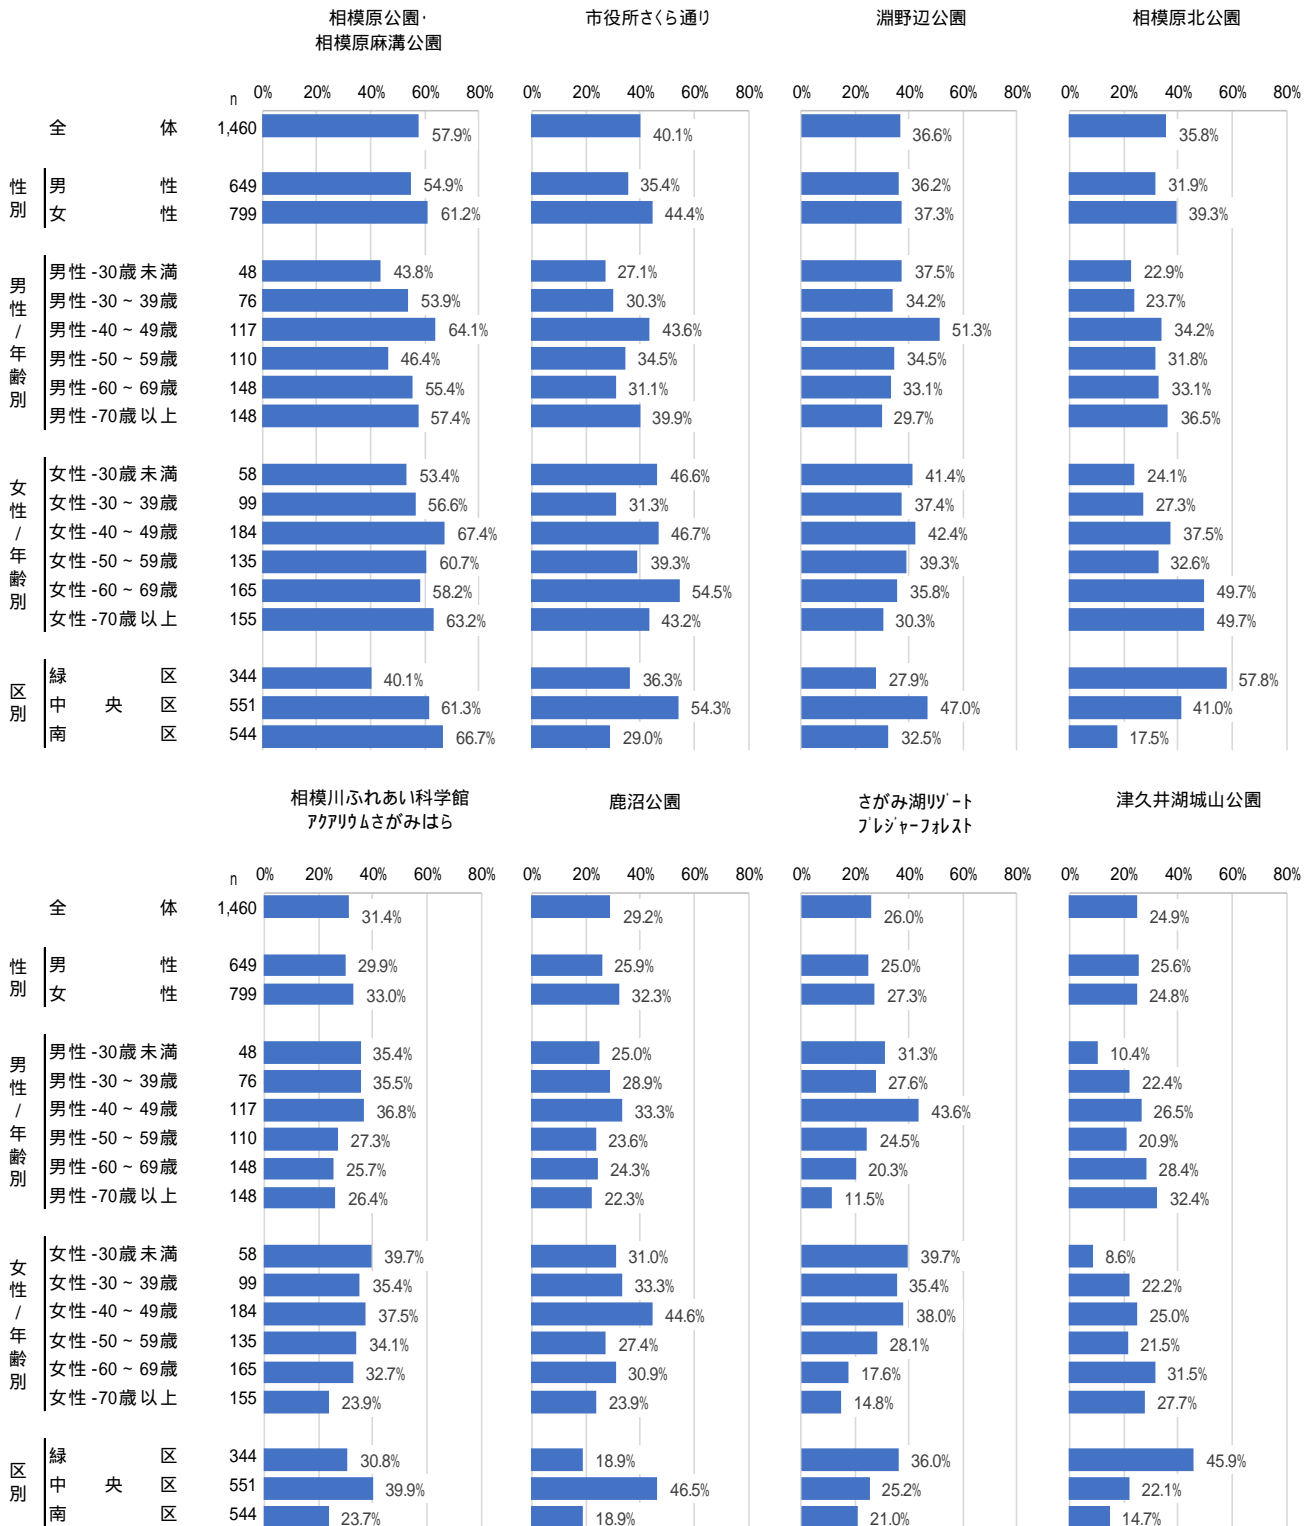 相模原公園・ 市役所さくら通り 淵野辺公園 相模原北公園
相模原麻溝公園
n 0% 20% 40% 60% 80% 0% 20% 40% 60% 80% 0% 20% 40% 60% 80% 0% 20% 40% 60% 80%
全体 1,460 57.9% 40.1% 36.6% 35.8%
性別
男性 649 54.9% 35.4% 36.2% 31.9%
女性 799 61.2% 44.4% 37.3% 39.3%
男性/年齢別
男性-30歳未満 48 43.8% 27.1% 37.5% 22.9%
男性-30~39歳 76 53.9% 30.3% 34.2% 23.7%
男性-40~49歳 117 64.1% 43.6% 51.3% 34.2%
男性-50~59歳 110 46.4% 34.5% 34.5% 31.8%
男性-60~69歳 148 55.4% 31.1% 33.1% 33.1%
男性-70歳以上 148 57.4% 39.9% 29.7% 36.5%
女性/年齢別
女性-30歳未満 58 53.4% 46.6% 41.4% 24.1%
女性-30~39歳 99 56.6% 31.3% 37.4% 27.3%
女性-40~49歳 184 67.4% 46.7% 42.4% 37.5%
女性-50~59歳 135 60.7% 39.3% 39.3% 32.6%
女性-60~69歳 165 58.2% 54.5% 35.8% 49.7%
女性-70歳以上 155 63.2% 43.2% 30.3% 49.7%
区別
緑区 344 40.1% 36.3% 27.9% 57.8%
中央区 551 61.3% 54.3% 47.0% 41.0%
南区 544 66.7% 29.0% 32.5% 17.5%
相模川ふれあい科学館 鹿沼公園 さがみ湖ﾘｿﾞｰﾄ 津久井湖城山公園
ｱｸｱﾘｳﾑさがみはら ﾌﾟﾚｼﾞｬｰﾌｫﾚｽﾄ
n 0% 20% 40% 60% 80% 0% 20% 40% 60% 80% 0% 20% 40% 60% 80% 0% 20% 40% 60% 80%
全体 1,460 31.4% 29.2% 26.0% 24.9%
性別
男性 649 29.9% 25.9% 25.0% 25.6%
女性 799 33.0% 32.3% 27.3% 24.8%
男性/年齢別
男性-30歳未満 48 35.4% 25.0% 31.3% 10.4%
男性-30~39歳 76 35.5% 28.9% 27.6% 22.4%
男性-40~49歳 117 36.8% 33.3% 43.6% 26.5%
男性-50~59歳 110 27.3% 23.6% 24.5% 20.9%
男性-60~69歳 148 25.7% 24.3% 20.3% 28.4%
男性-70歳以上 148 26.4% 22.3% 11.5% 32.4%
女性/年齢別
女性-30歳未満 58 39.7% 31.0% 39.7% 8.6%
女性-30~39歳 99 35.4% 33.3% 35.4% 22.2%
女性-40~49歳 184 37.5% 44.6% 38.0% 25.0%
女性-50~59歳 135 34.1% 27.4% 28.1% 21.5%
女性-60~69歳 165 32.7% 30.9% 17.6% 31.5%
女性-70歳以上 155 23.9% 23.9% 14.8% 27.7%
区別
緑区 344 30.8% 18.9% 36.0% 45.9%
中央区 551 39.9% 46.5% 25.2% 22.1%
南区 544 23.7% 18.9% 21.0% 14.7%